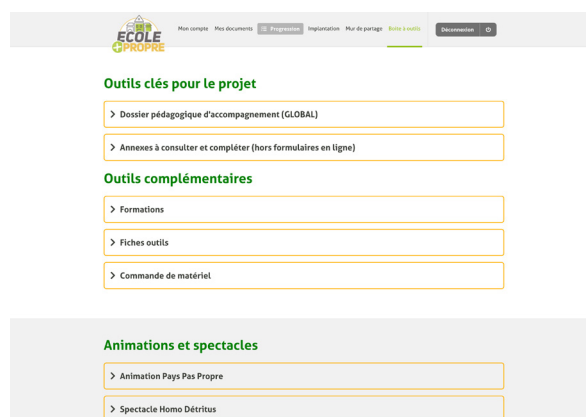 ECOLE
+PROPRE
Mon compte Mes documents Progression Implantation Mur de partage Boite à outils Déconnexion
Outils clés pour le projet
Dossier pédagogique d'accompagnement (GLOBAL)
Annexes à consulter et compléter (hors formulaires en ligne)
Outils complémentaires
Formations
Fiches outils
Commande de matériel
Animations et spectacles
Animation Pays Pas Propre
Spectacle Homo Détritus